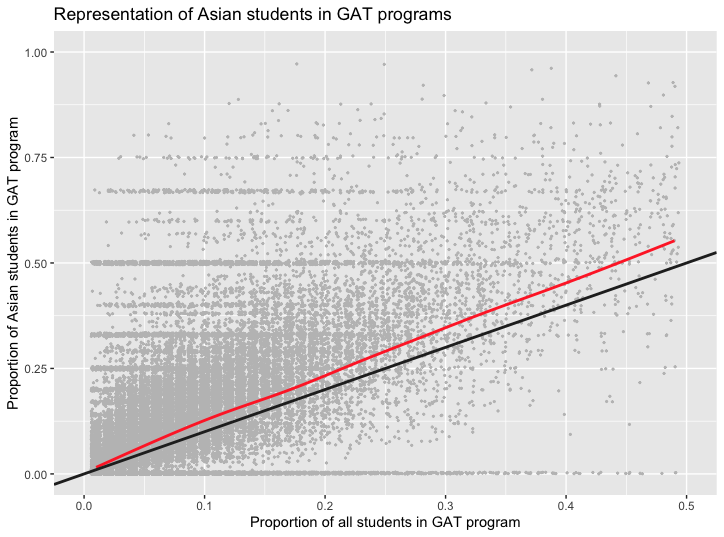 Representation of Asian students in GAT programs
1.00
0.75
0.50
0.25
0.00
Proportion of Asian students in GAT program
0.0 0.1 0.2 0.3 0.4 0.5
Proportion of all students in GAT program